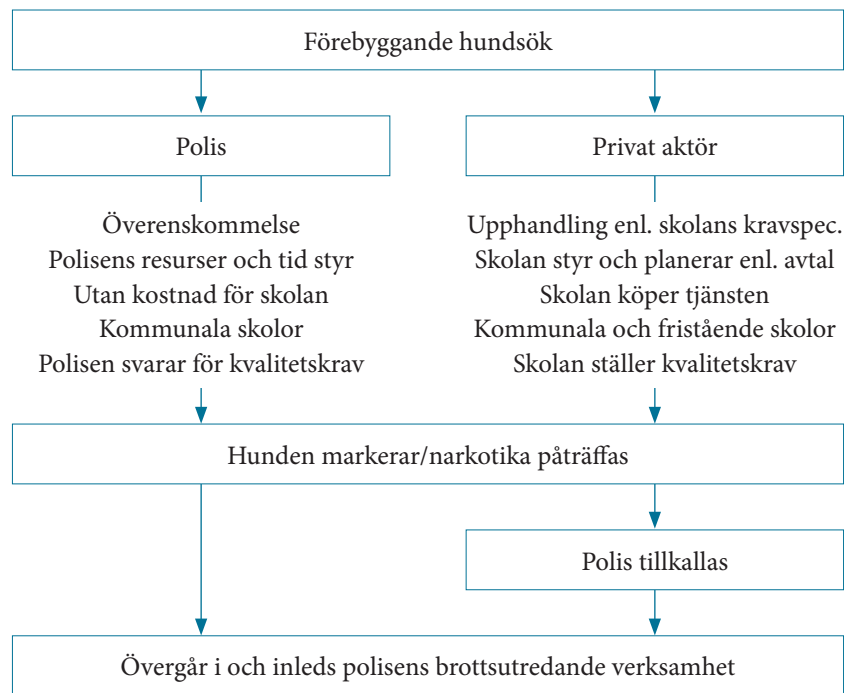 Förebyggande hundsök
Polis
Privat aktör
Överenskommelse
Polisens resurser och tid styr
Utan kostnad för skolan
Kommunala skolor
Polisen svarar för kvalitetskrav
Upphandling enl. skolans kravspec.
Skolan styr och planerar enl. avtal
Skolan köper tjänsten
Kommunala och fristående skolor
Skolan ställer kvalitetskrav
Hunden markerar/narkotika påträffas
Polis tillkallas
Övergår i och inleds polisens brottsutredande verksamhet